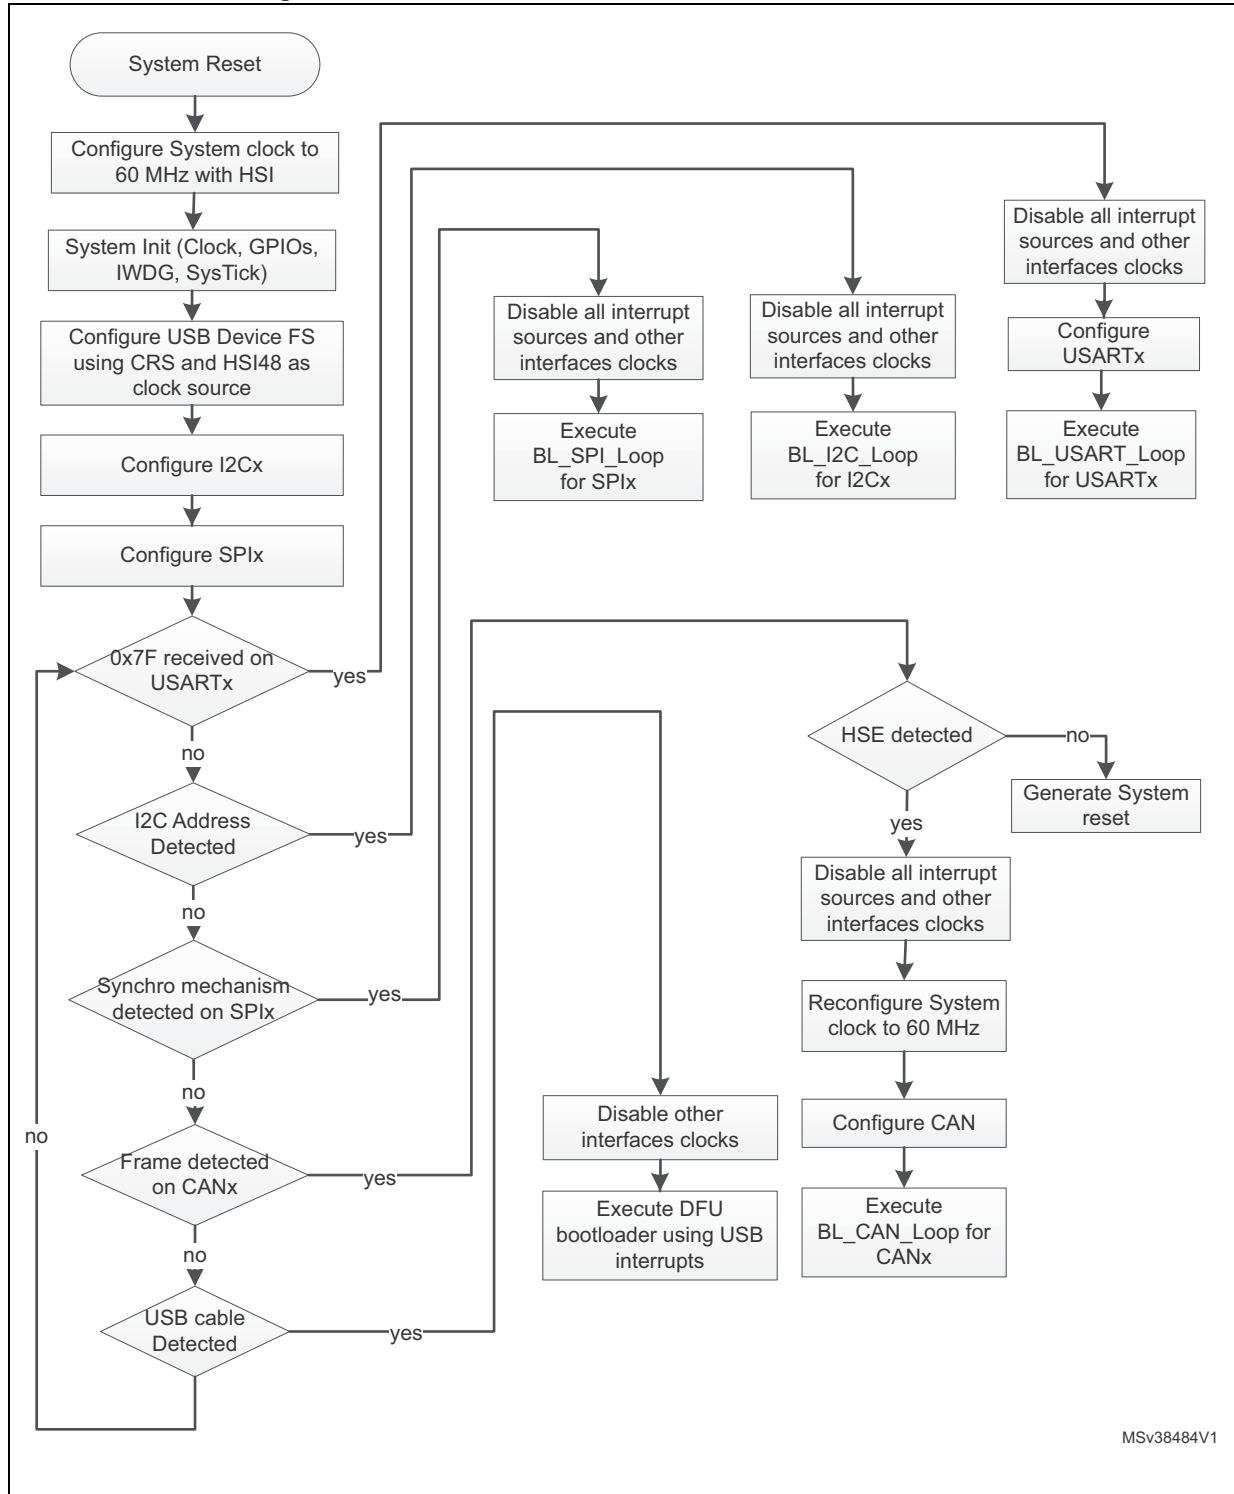 System Reset
Configure System clock to
60 MHz with HSI
System Init (Clock, GPIOs,
IWDG, SysTick)
Configure USB Device FS
using CRS and HSI48 as
clock source
Configure I2Cx
Configure SPIx
0x7F received on
USARTx
yes
no
I2C Address
Detected
yes
no
Synchro mechanism
detected on SPIx
yes
no
Frame detected
on CANx
yes
no
USB cable
Detected
yes
no
Disable all interrupt
sources and other
interfaces clocks
Execute
BL_SPI_Loop
for SPIx
Disable all interrupt
sources and other
interfaces clocks
Execute
BL_I2C_Loop
for I2Cx
Disable all interrupt
sources and other
interfaces clocks
Configure
USARTx
Execute
BL_USART_Loop
for USARTx
HSE detected
no
Generate System
reset
yes
Disable all interrupt
sources and other
interfaces clocks
Reconfigure System
clock to 60 MHz
Configure CAN
Execute
BL_CAN_Loop for
CANx
Disable other
interfaces clocks
Execute DFU
bootloader using USB
interrupts
MSv38484V1